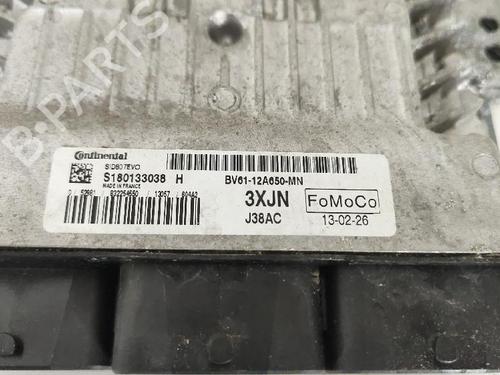 B-PARTS
Continental
SID807EVO
S180133038 H
MADE IN FRANCE
BV61-12A650-MN
3XJN
J38AC
FoMoCo
13-02-26